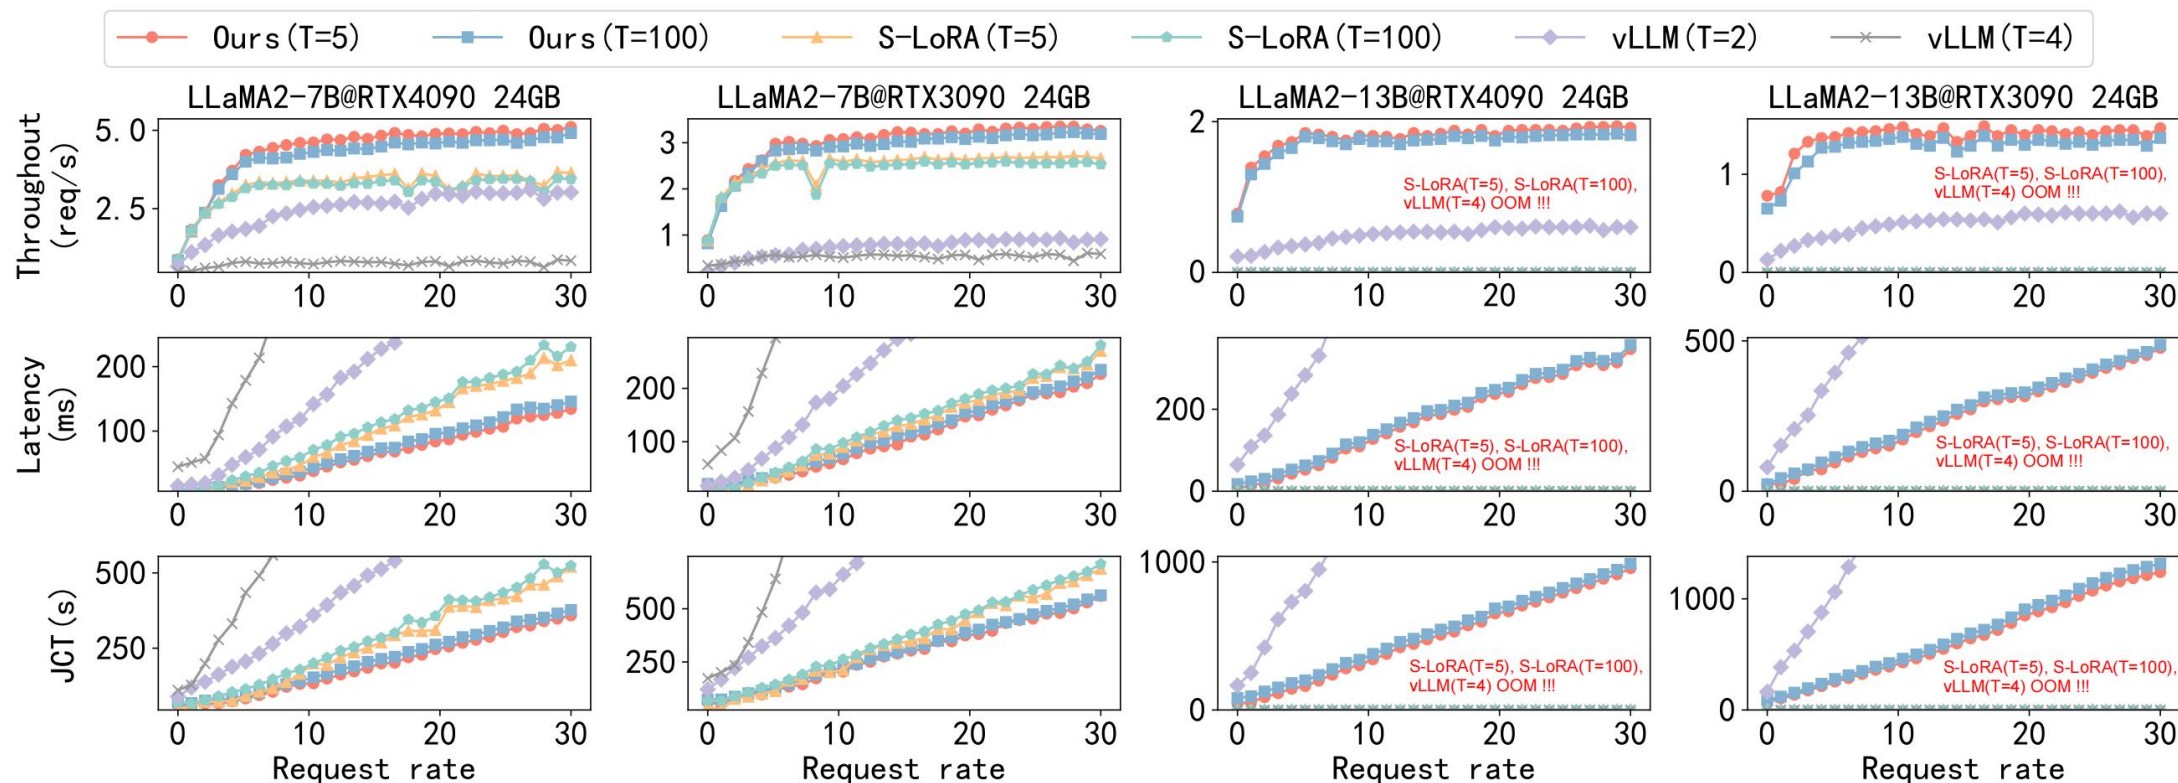 Ours(T=5) Ours(T=100) S-LoRA(T=5) S-LoRA(T=100) vLLM(T=2) vLLM(T=4)
LLaMA2-7B@RTX4090 24GB
Throughout
(req/s)
5.0
2.5
0 10 20 30
LLaMA2-7B@RTX3090 24GB
3
2
1
0 10 20 30
LLaMA2-13B@RTX4090 24GB
2
1
0
S-LoRA(T=5), S-LoRA(T=100),
vLLM(T=4) OOM !!!
0 10 20 30
LLaMA2-13B@RTX3090 24GB
1
0
S-LoRA(T=5), S-LoRA(T=100),
vLLM(T=4) OOM !!!
0 10 20 30
Latency
(ms)
200
100
0 10 20 30
200
100
0 10 20 30
200
0
S-LoRA(T=5), S-LoRA(T=100),
vLLM(T=4) OOM !!!
0 10 20 30
500
0
S-LoRA(T=5), S-LoRA(T=100),
vLLM(T=4) OOM !!!
0 10 20 30
JCT(s)
500
250
0 10 20 30
Request rate
500
250
0 10 20 30
Request rate
1000
0
S-LoRA(T=5), S-LoRA(T=100),
vLLM(T=4) OOM !!!
0 10 20 30
Request rate
1000
0
S-LoRA(T=5), S-LoRA(T=100),
vLLM(T=4) OOM !!!
0 10 20 30
Request rate